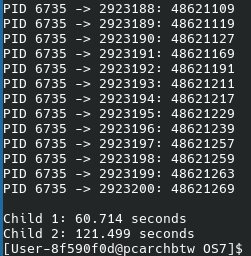 PID 6735 -> 2923188: 48621109
PID 6735 -> 2923189: 48621119
PID 6735 -> 2923190: 48621127
PID 6735 -> 2923191: 48621169
PID 6735 -> 2923192: 48621191
PID 6735 -> 2923193: 48621211
PID 6735 -> 2923194: 48621217
PID 6735 -> 2923195: 48621229
PID 6735 -> 2923196: 48621239
PID 6735 -> 2923197: 48621257
PID 6735 -> 2923198: 48621259
PID 6735 -> 2923199: 48621263
PID 6735 -> 2923200: 48621269
Child 1: 60.714 seconds
Child 2: 121.499 seconds
[User-8f590f0d@pcarchbtw OS7]$